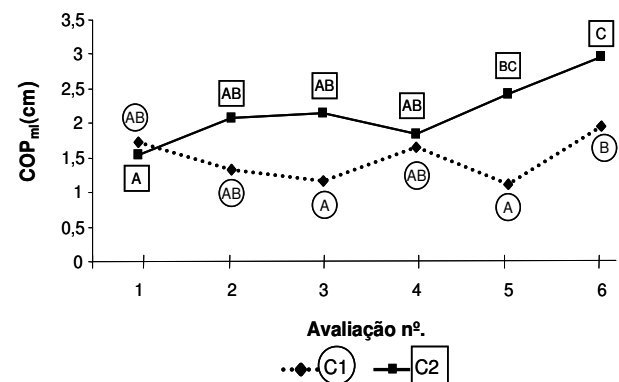 COPml(cm)
3,5
3
2,5
2
1,5
1
0,5
0
AB
A
AB
AB
AB
A
AB
AB
BC
A
C
B
1 2 3 4 5 6
Avaliação nº.
C1 C2